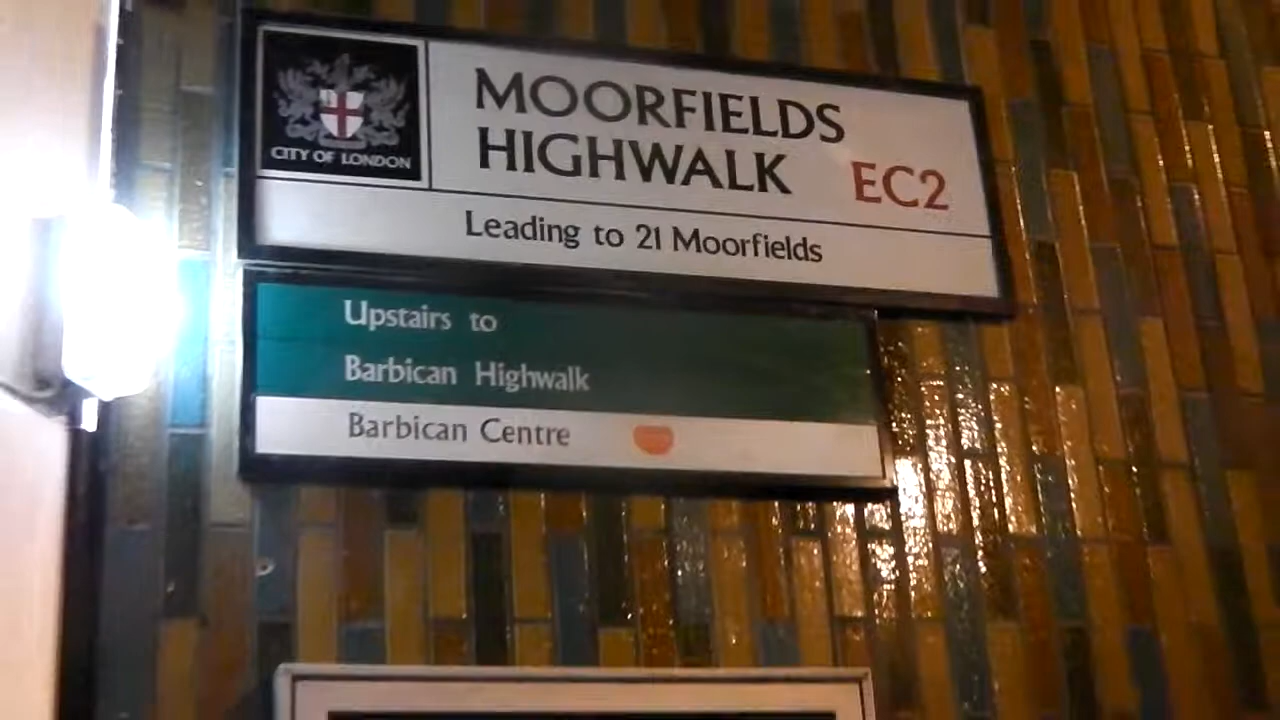 CITY OF LONDON
MOORFIELDS
HIGHWALK EC2
Leading to 21 Moorfields
Upstairs to
Barbican Highwalk
Barbican Centre